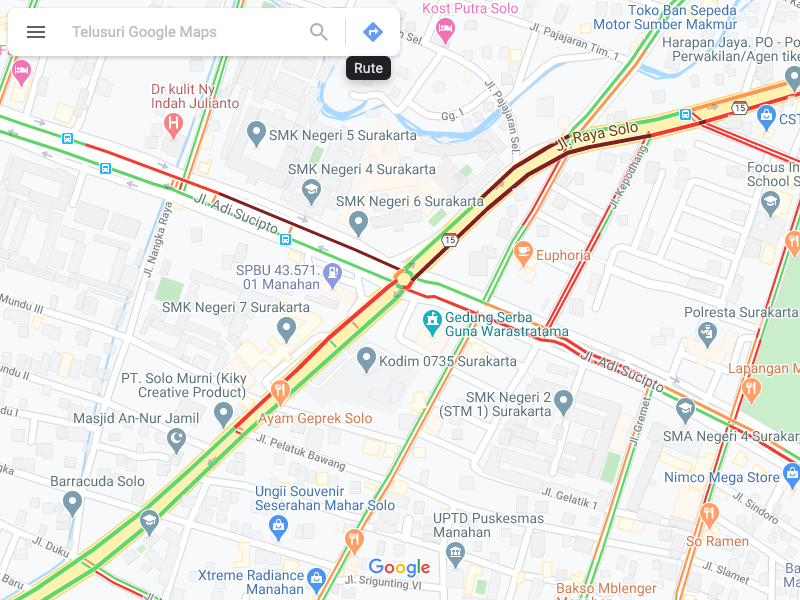 Telusuri Google Maps
Rute
Kost Putra Solo
Toko Ban Sepeda
Motor Sumber Makmur
Jl. Pajajaran Tim. 1
Harapan Jaya. PO - Po
Perwakilan/Agen tike
Dr kulit Ny
Indah Julianto
Jl. Pajajaran Sel.
Gg. I
15
CST
SMK Negeri 5 Surakarta
Jl. Raya Solo
SMK Negeri 4 Surakarta
Jl. Kepodhang
Focus In
School S
SMK Negeri 6 Surakarta
Jl. Adi Sucipto
15
Jl. Nangka Raya
Euphoria
SPBU 43.571.
01 Manahan
Mundu III
SMK Negeri 7 Surakarta
Gedung Serba
Guna Warastratama
Polresta Surakarta
Jl. Adi Sucipto
Kodim 0735 Surakarta
Lapangan M
PT. Solo Murni (Kiky
Creative Product)
Mundu II
SMK Negeri 2
(STM 1) Surakarta
Masjid An-Nur Jamil
Ayam Geprek Solo
Jl. Gremet
SMA Negeri 4 Surakar
Jl. Pelatuk Bawang
Barracuda Solo
Nimco Mega Store
Ungii Souvenir
Seserahan Mahar Solo
Jl. Gelatik 1
Jl. Sindoro
UPTD Puskesmas
Manahan
So Ramen
Jl. Duku
Google
Xtreme Radiance
Manahan
Jl. Srigunting VI
Jl. Slamet
Baru
Bakso Mblenger
Manahan
Ba
M